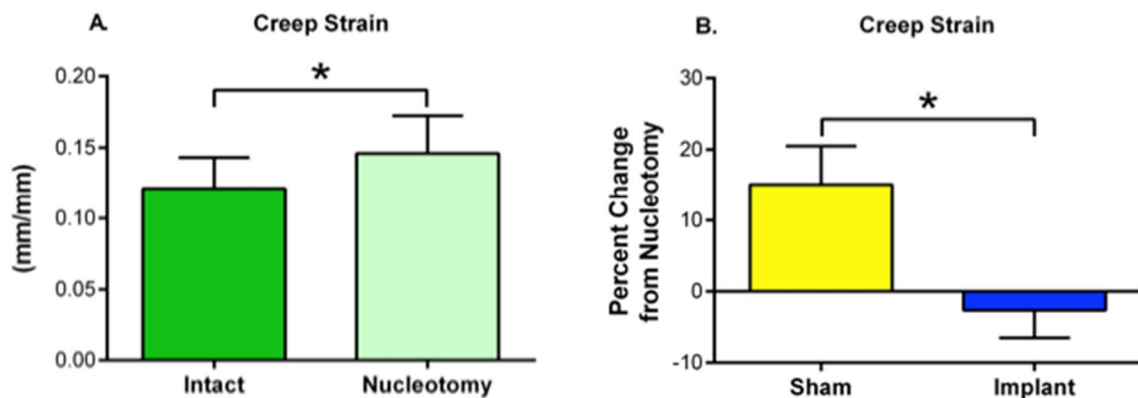 A.
Creep Strain
*
0.20
0.15
0.10
0.05
0.00
(mm/mm)
Intact
Nucleotomy
B.
Creep Strain
*
30
20
10
0
-10
Percent Change
from Nucleotomy
Sham
Implant